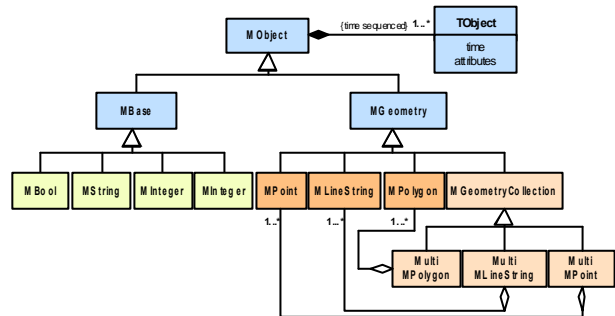 MObject
{time sequenced}
1...*
TObject
time
attributes
MBase
MGeometry
MBool
MString
MInteger
MInteger
MPoint
MLineString
MPolygon
MGeometryCollection
1...*
1...*
1...*
Multi
MPolygon
Multi
MLineString
Multi
MPoint